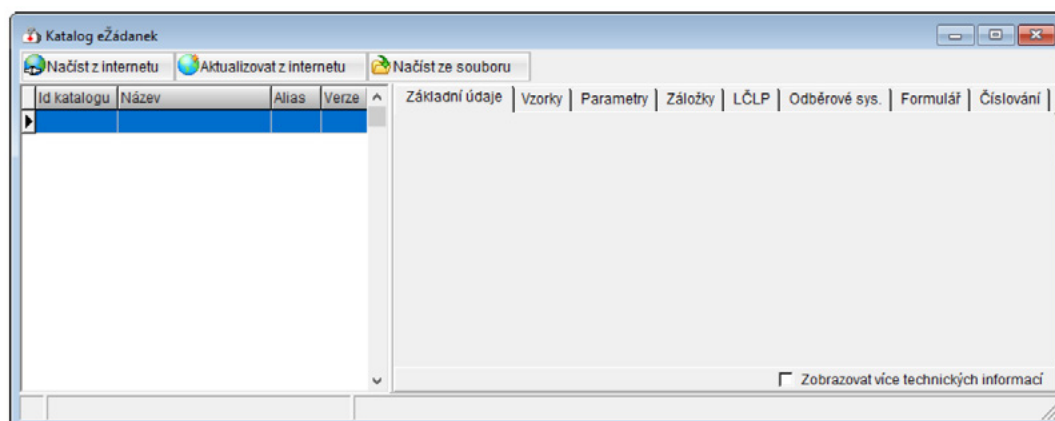 Katalog eŽádanek
Načíst z internetu Aktualizovat z internetu Načíst ze souboru
Id katalogu Název Alias Verze
Základní údaje Vzorky Parametry Záložky LČLP Odběrové sys. Formulář Číslování
Zobrazovat více technických informací